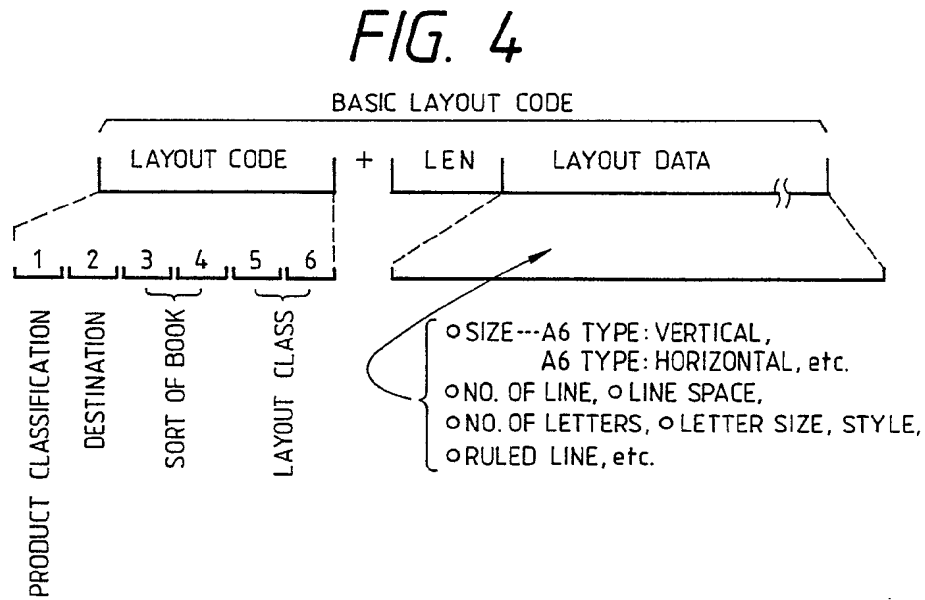 FIG. 4
BASIC LAYOUT CODE
LAYOUT CODE + LEN LAYOUT DATA
1 2 3 4 5 6
PRODUCT CLASSIFICATION
DESTINATION
SORT OF BOOK
LAYOUT CLASS
○ SIZE---A6 TYPE: VERTICAL,
A6 TYPE: HORIZONTAL, etc.
○ NO. OF LINE, ○ LINE SPACE,
○ NO. OF LETTERS, ○ LETTER SIZE, STYLE,
○ RULED LINE, etc.